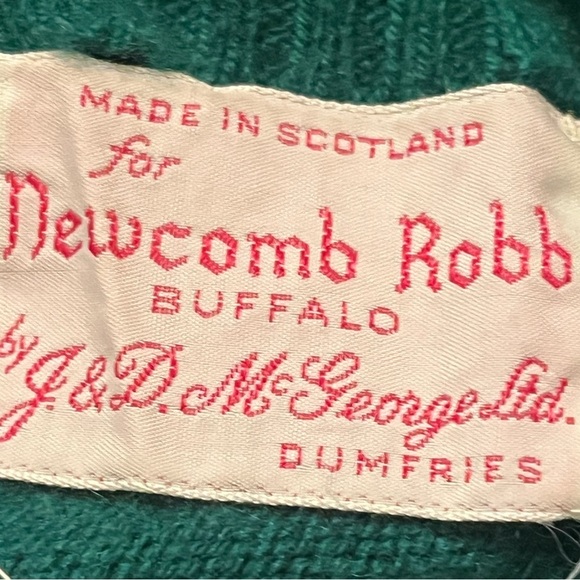 MADE IN SCOTLAND
for
Newcomb Robb
BUFFALO
by J. & D. McGeorge Ltd.
DUMFRIES